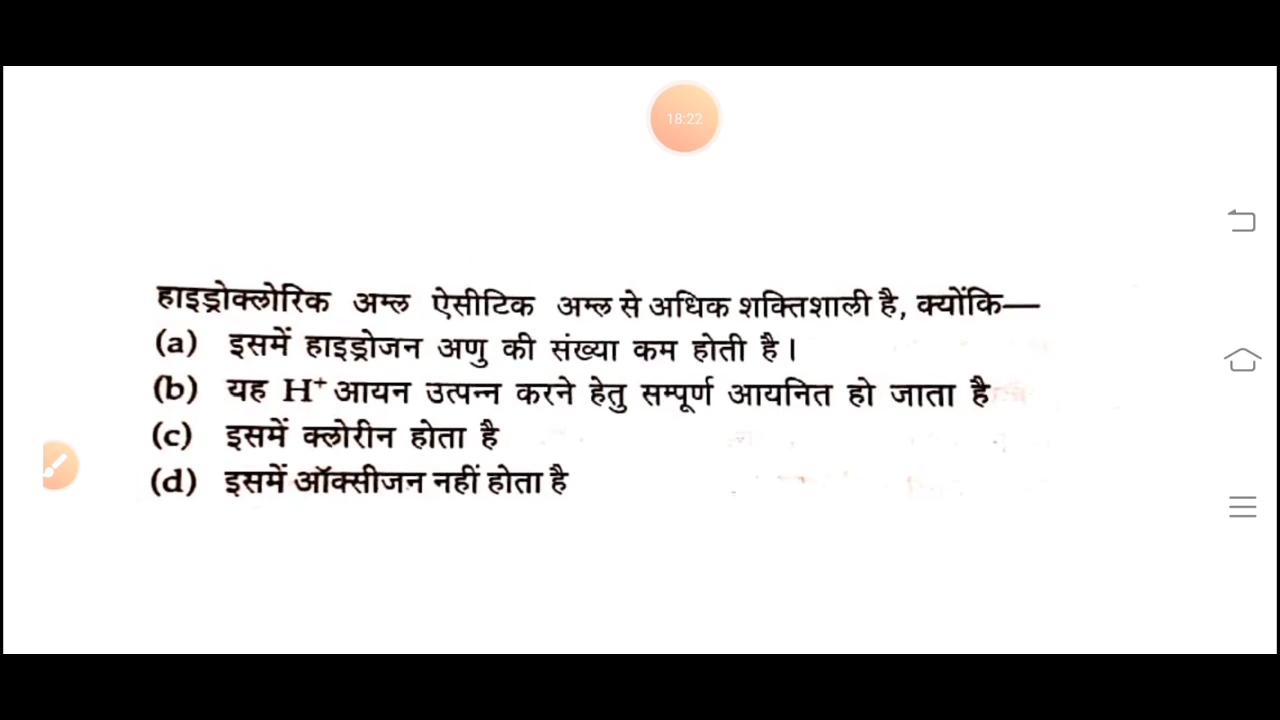 18:22
हाइड्रोक्लोरिक अम्ल ऐसीटिक अम्ल से अधिक शक्तिशाली है, क्योंकि—
(a) इसमें हाइड्रोजन अणु की संख्या कम होती है।
(b) यह H⁺ आयन उत्पन्न करने हेतु सम्पूर्ण आयनित हो जाता है
(c) इसमें क्लोरीन होता है
(d) इसमें ऑक्सीजन नहीं होता है